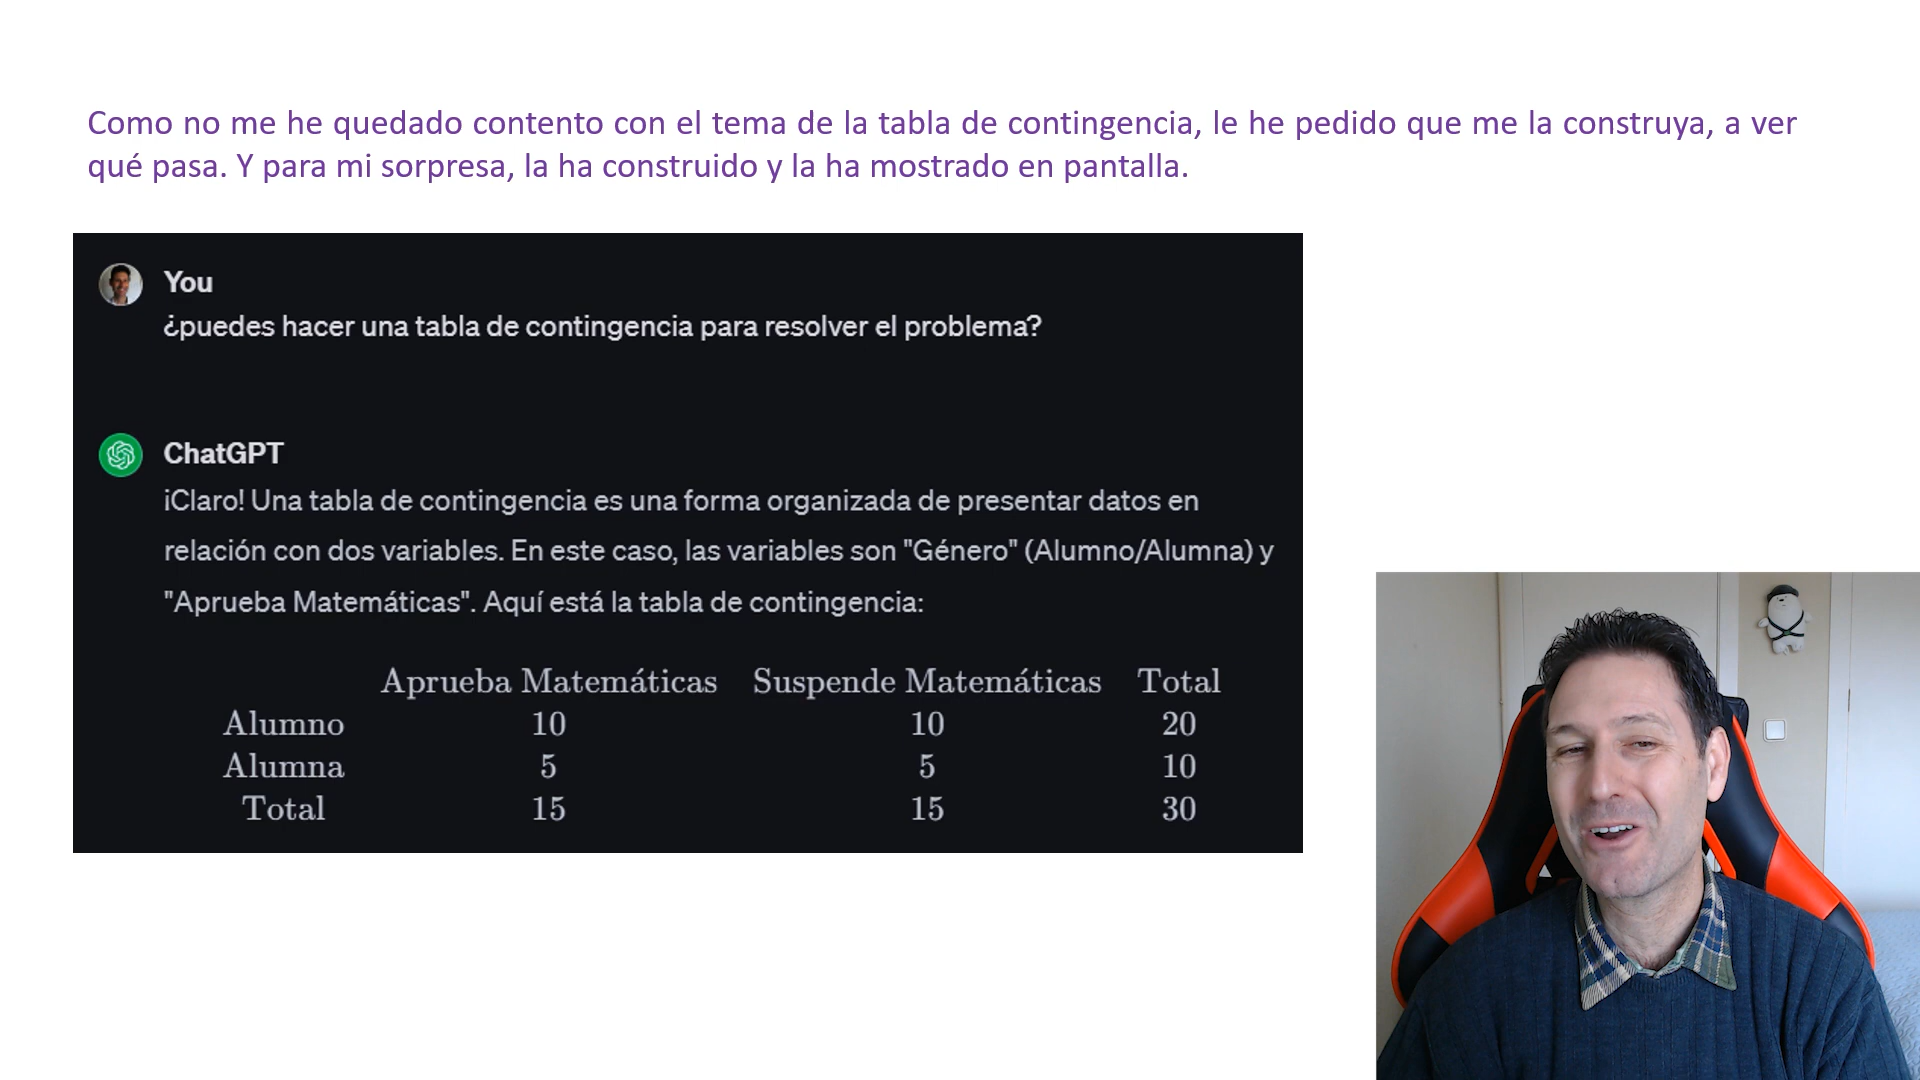 Como no me he quedado contento con el tema de la tabla de contingencia, le he pedido que me la construya, a ver
qué pasa. Y para mi sorpresa, la ha construido y la ha mostrado en pantalla.
You
¿puedes hacer una tabla de contingencia para resolver el problema?
ChatGPT
¡Claro! Una tabla de contingencia es una forma organizada de presentar datos en
relación con dos variables. En este caso, las variables son "Género" (Alumno/Alumna) y
"Aprueba Matemáticas". Aquí está la tabla de contingencia:
Aprueba Matemáticas Suspende Matemáticas Total
Alumno 10 10 20
Alumna 5 5 10
Total 15 15 30